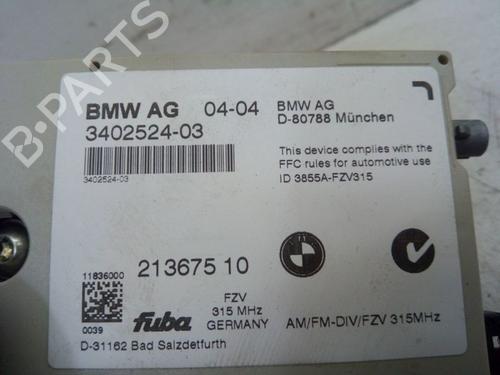 B-PARTS
BMW AG 04-04
3402524-03
3402524-03
BMW AG
D-80788 München
This device complies with the
FFC rules for automotive use
ID 3855A-FZV315
11836000
213675 10
0039
fuba
FZV
315 MHz
GERMANY
AM/FM-DIV/FZV 315MHz
D-31162 Bad Salzdetfurth